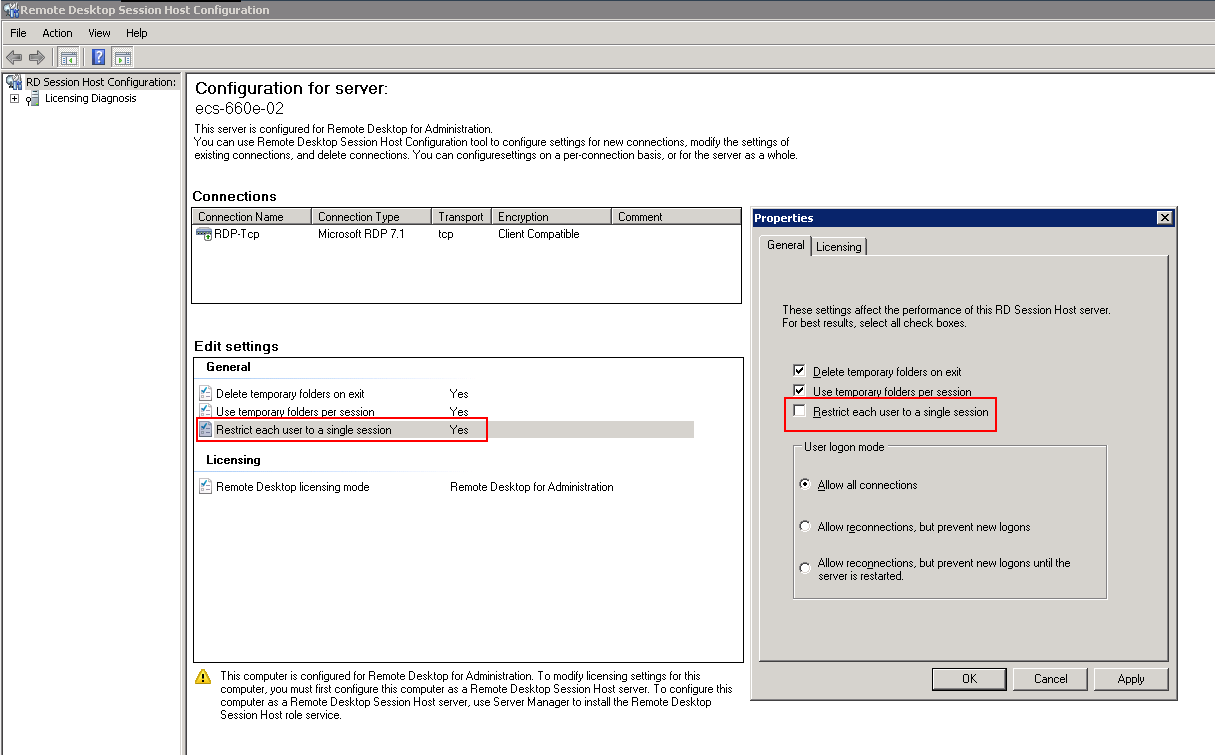 Remote Desktop Session Host Configuration
File Action View Help
RD Session Host Configuration:
Licensing Diagnosis
Configuration for server:
ecs-660e-02
This server is configured for Remote Desktop for Administration.
You can use Remote Desktop Session Host Configuration tool to configure settings for new connections, modify the settings of
existing connections, and delete connections. You can configuresettings on a per-connection basis, or for the server as a whole.
Connections
Connection Name Connection Type Transport Encryption Comment
RDP-Tcp Microsoft RDP 7.1 tcp Client Compatible
Edit settings
General
Delete temporary folders on exit Yes
Use temporary folders per session Yes
Restrict each user to a single session Yes
Licensing
Remote Desktop licensing mode Remote Desktop for Administration
This computer is configured for Remote Desktop for Administration. To modify licensing settings for this
computer, you must first configure this computer as a Remote Desktop Session Host server. To configure this
computer as a Remote Desktop Session Host server, use Server Manager to install the Remote Desktop
Session Host role service.
Properties
General Licensing
These settings affect the performance of this RD Session Host server.
For best results, select all check boxes.
Delete temporary folders on exit
Use temporary folders per session
Restrict each user to a single session
User logon mode
Allow all connections
Allow reconnections, but prevent new logons
Allow reconnections, but prevent new logons until the
server is restarted.
OK Cancel Apply